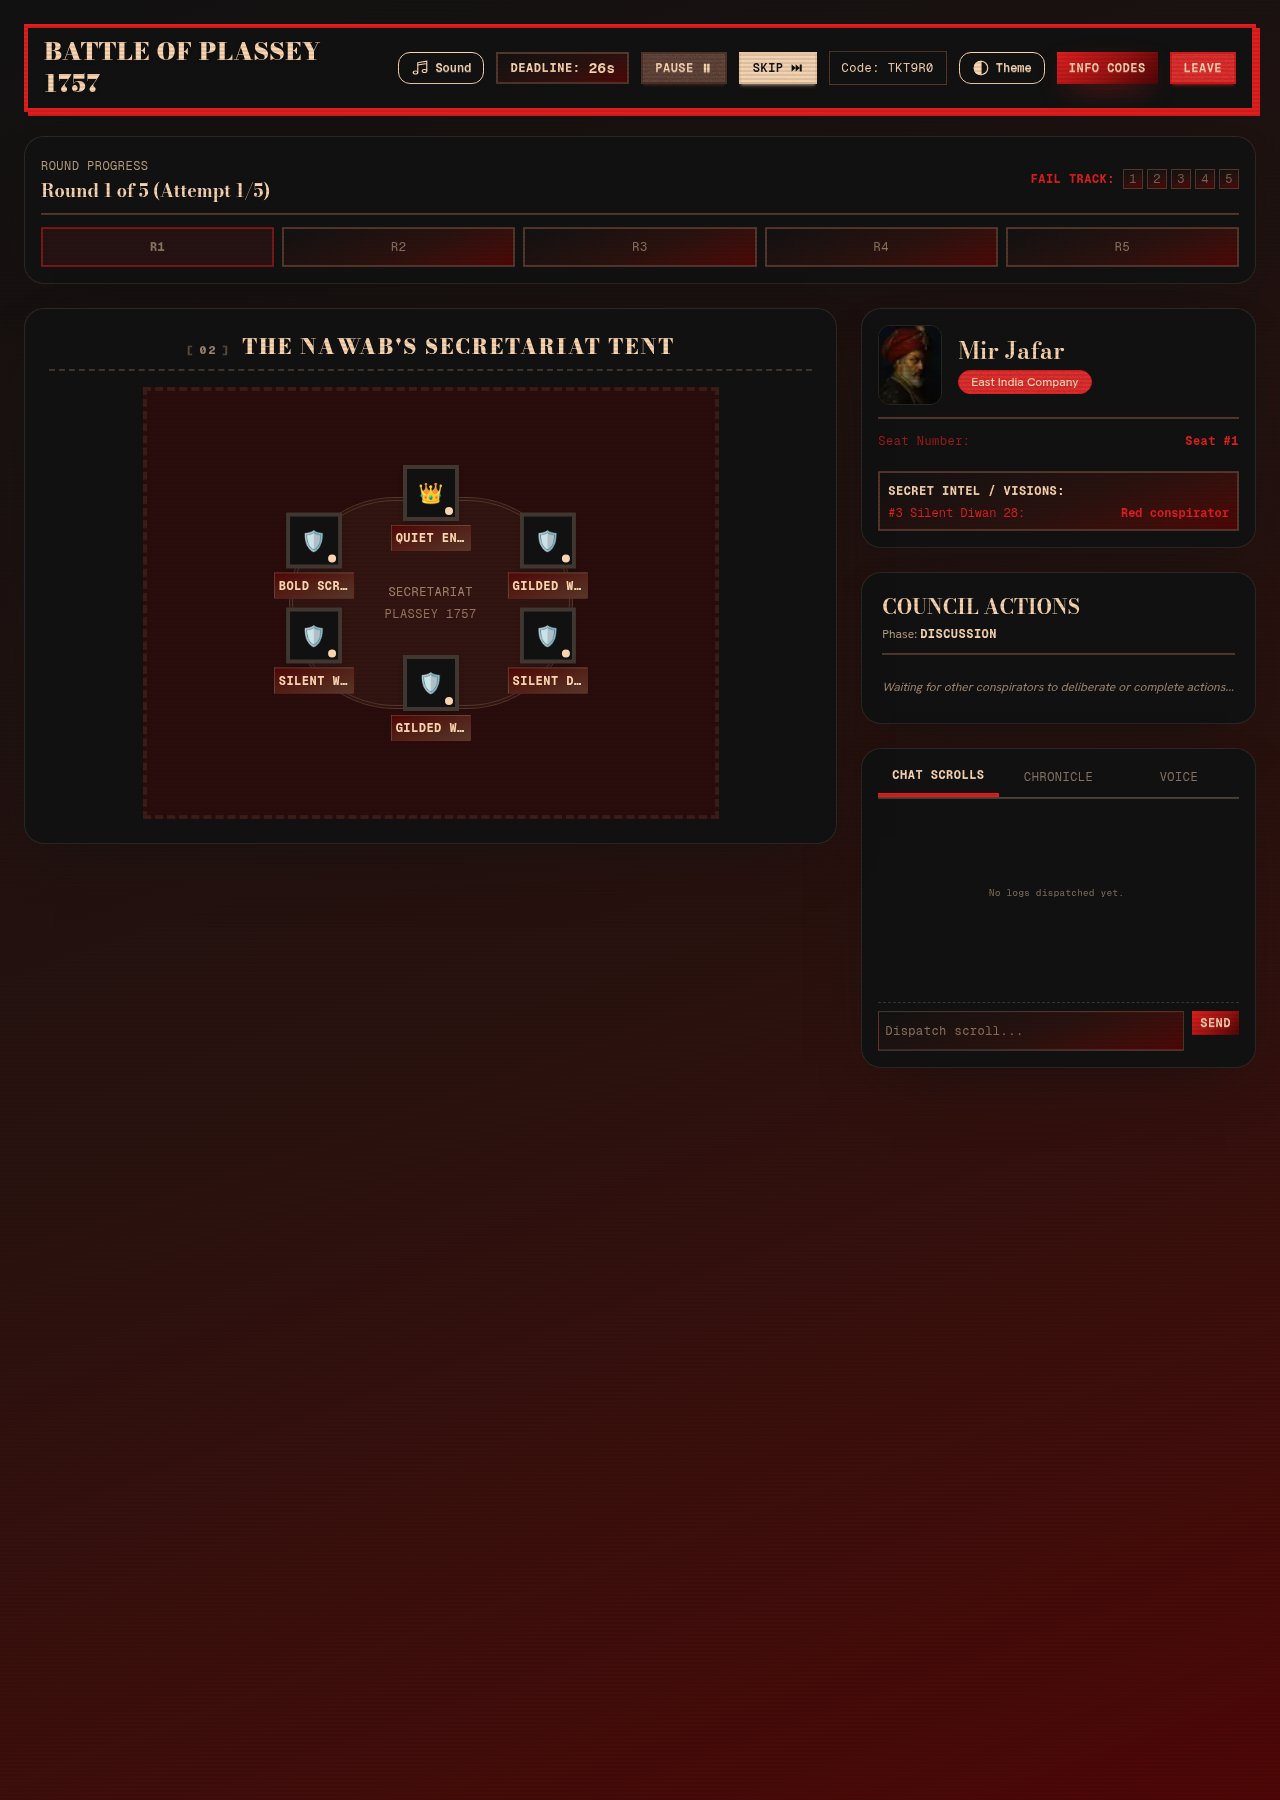 BATTLE OF PLASSEY
1757
Sound
DEADLINE: 26s
PAUSE ⏸
SKIP ⏭
Code: TKT9R0
Theme
INFO CODES
LEAVE
ROUND PROGRESS
Round 1 of 5 (Attempt 1/5)
FAIL TRACK: 1 2 3 4 5
R1
R2
R3
R4
R5
[ 02 ] THE NAWAB'S SECRETARIAT TENT
QUIET EN…
BOLD SCR…
GILDED W…
SECRETARIAT
PLASSEY 1757
SILENT W…
SILENT D…
GILDED W…
Mir Jafar
East India Company
Seat Number: Seat #1
SECRET INTEL / VISIONS:
#3 Silent Diwan 28: Red conspirator
COUNCIL ACTIONS
Phase: DISCUSSION
Waiting for other conspirators to deliberate or complete actions...
CHAT SCROLLS
CHRONICLE
VOICE
No logs dispatched yet.
Dispatch scroll...
SEND